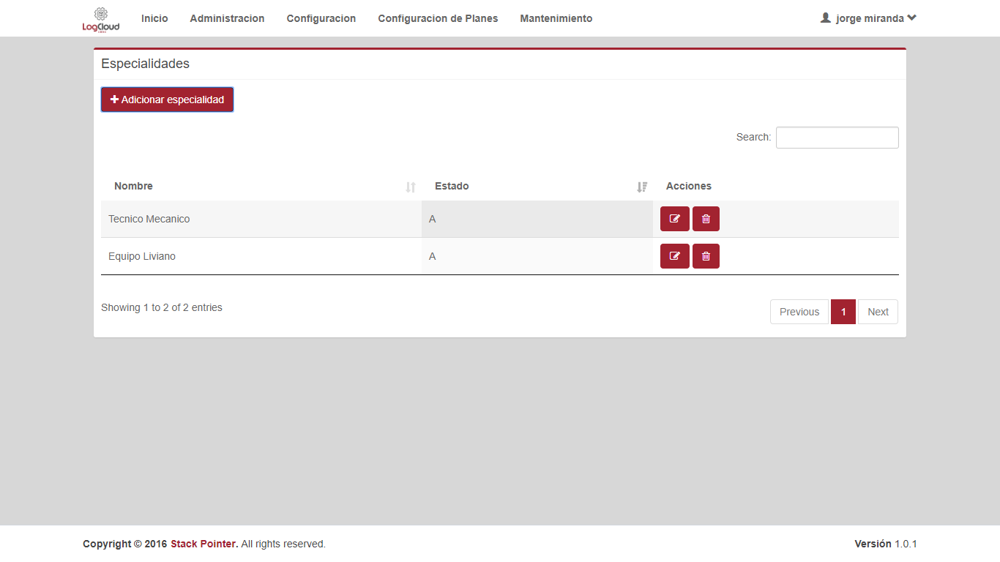 LogCloud
Inicio
Administracion
Configuracion
Configuracion de Planes
Mantenimiento
jorge miranda
Especialidades
Adicionar especialidad
Search:
Nombre Estado Acciones
Tecnico Mecanico A
Equipo Liviano A
Showing 1 to 2 of 2 entries
Previous 1 Next
Copyright © 2016 Stack Pointer. All rights reserved.
Versión 1.0.1